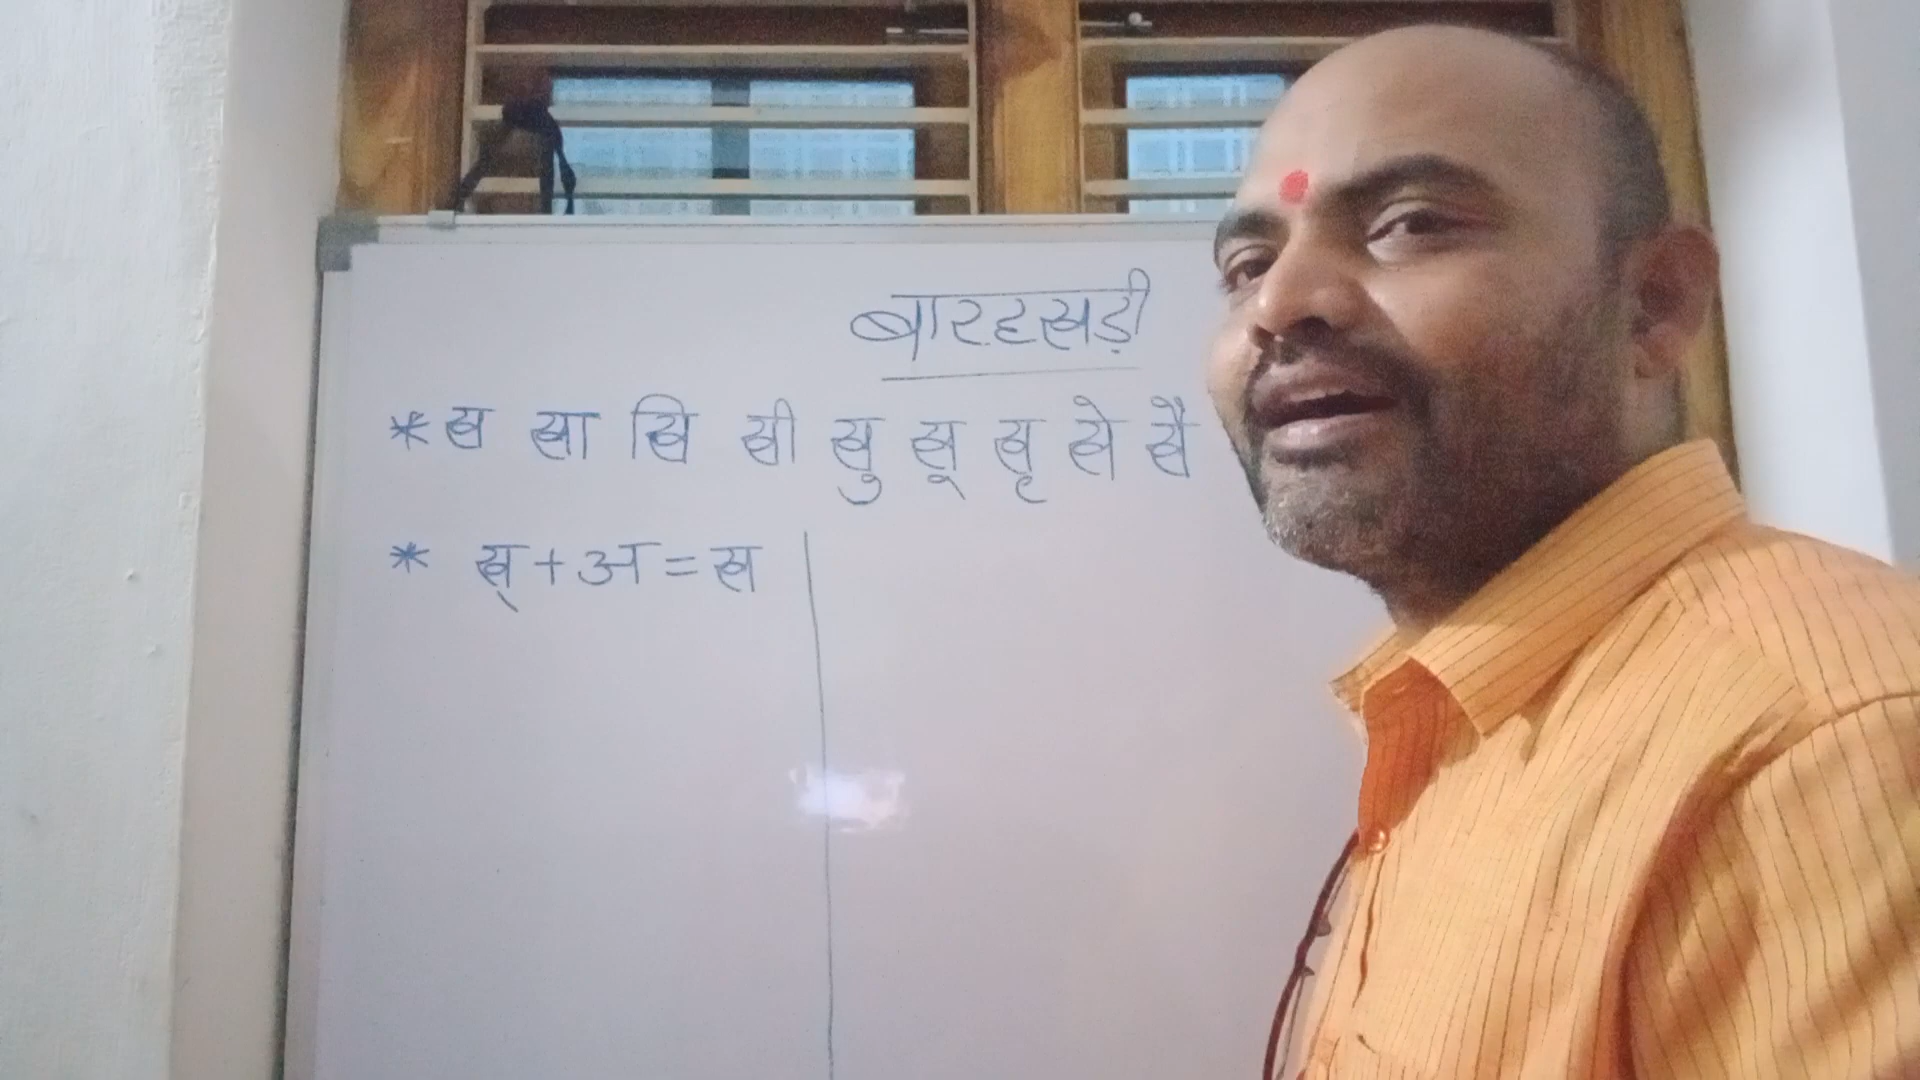 बारहखड़ी
* ख खा खि खी खु खू खृ खे खै
* ख् + अ = ख